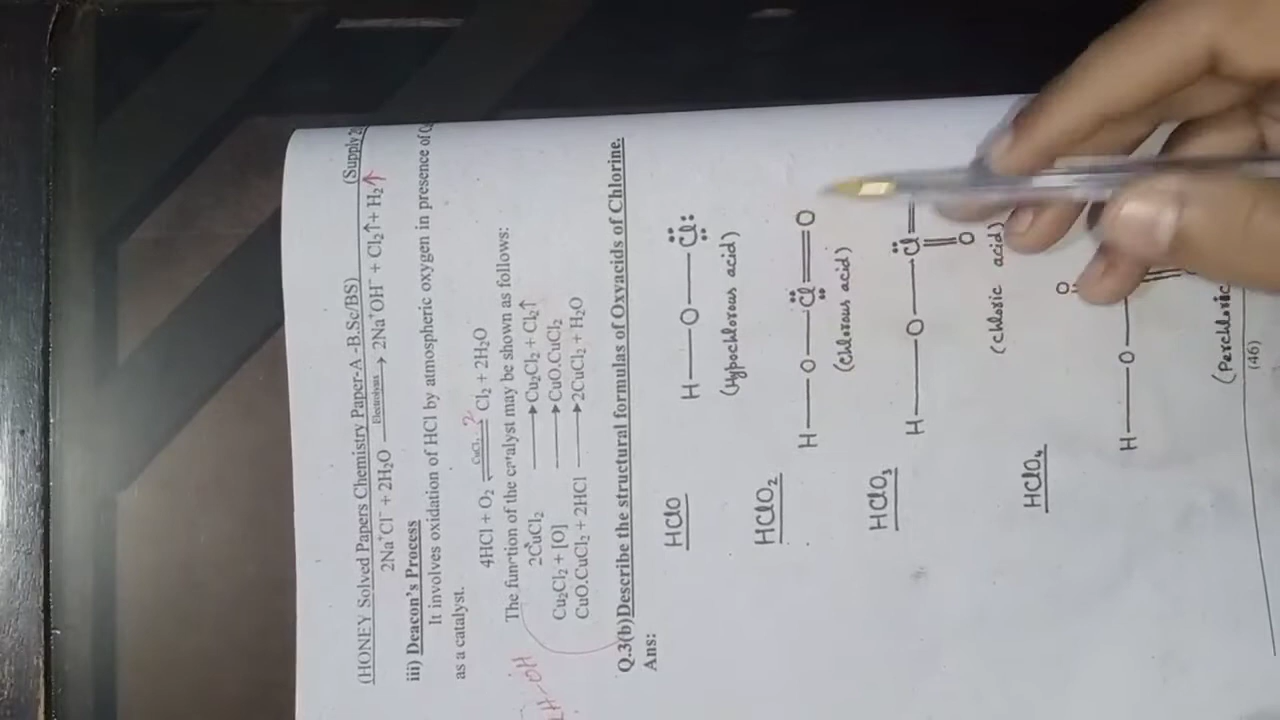 (HONEY Solved Papers Chemistry Paper-A -B.Sc/BS) (Supply
2Na⁺Cl⁻ + 2H₂O Electrolysis → 2Na⁺OH⁻ + Cl₂↑ + H₂↑
iii) Deacon's Process
It involves oxidation of HCl by atmospheric oxygen in presence of
as a catalyst.
4HCl + O₂ CuCl₂ ⇌ Cl₂ + 2H₂O
The function of the catalyst may be shown as follows:
2CuCl₂ → Cu₂Cl₂ + Cl₂↑
Cu₂Cl₂ + [O] → CuO.CuCl₂
CuO.CuCl₂ + 2HCl → 2CuCl₂ + H₂O
Q.3(b)Describe the structural formulas of Oxyacids of Chlorine.
Ans:
HClO H—O—Cl:
(Hypochlorous acid)
HClO₂ H—O—Cl=O
(Chlorous acid)
HClO₃ H—O—Cl=
O
(Chloric acid)
HClO₄ O
H—O—
(Perchloric
(46)